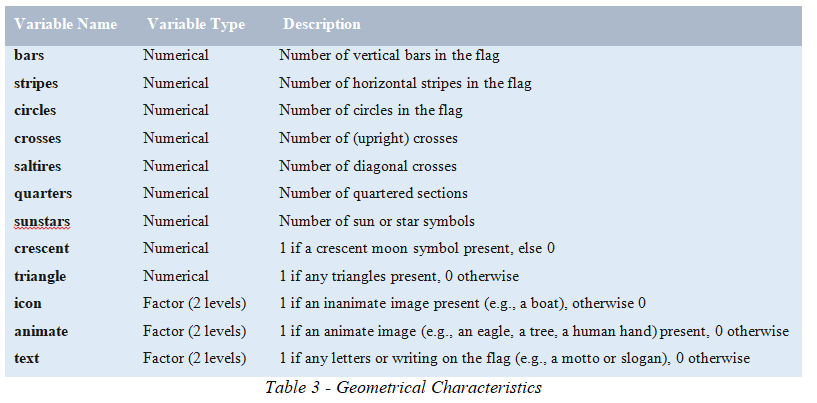 Variable Name Variable Type Description
bars Numerical Number of vertical bars in the flag
stripes Numerical Number of horizontal stripes in the flag
circles Numerical Number of circles in the flag
crosses Numerical Number of (upright) crosses
saltires Numerical Number of diagonal crosses
quarters Numerical Number of quartered sections
sunstars Numerical Number of sun or star symbols
crescent Numerical 1 if a crescent moon symbol present, else 0
triangle Numerical 1 if any triangles present, 0 otherwise
icon Factor (2 levels) 1 if an inanimate image present (e.g., a boat), otherwise 0
animate Factor (2 levels) 1 if an animate image (e.g., an eagle, a tree, a human hand) present, 0 otherwise
text Factor (2 levels) 1 if any letters or writing on the flag (e.g., a motto or slogan), 0 otherwise
Table 3 - Geometrical Characteristics